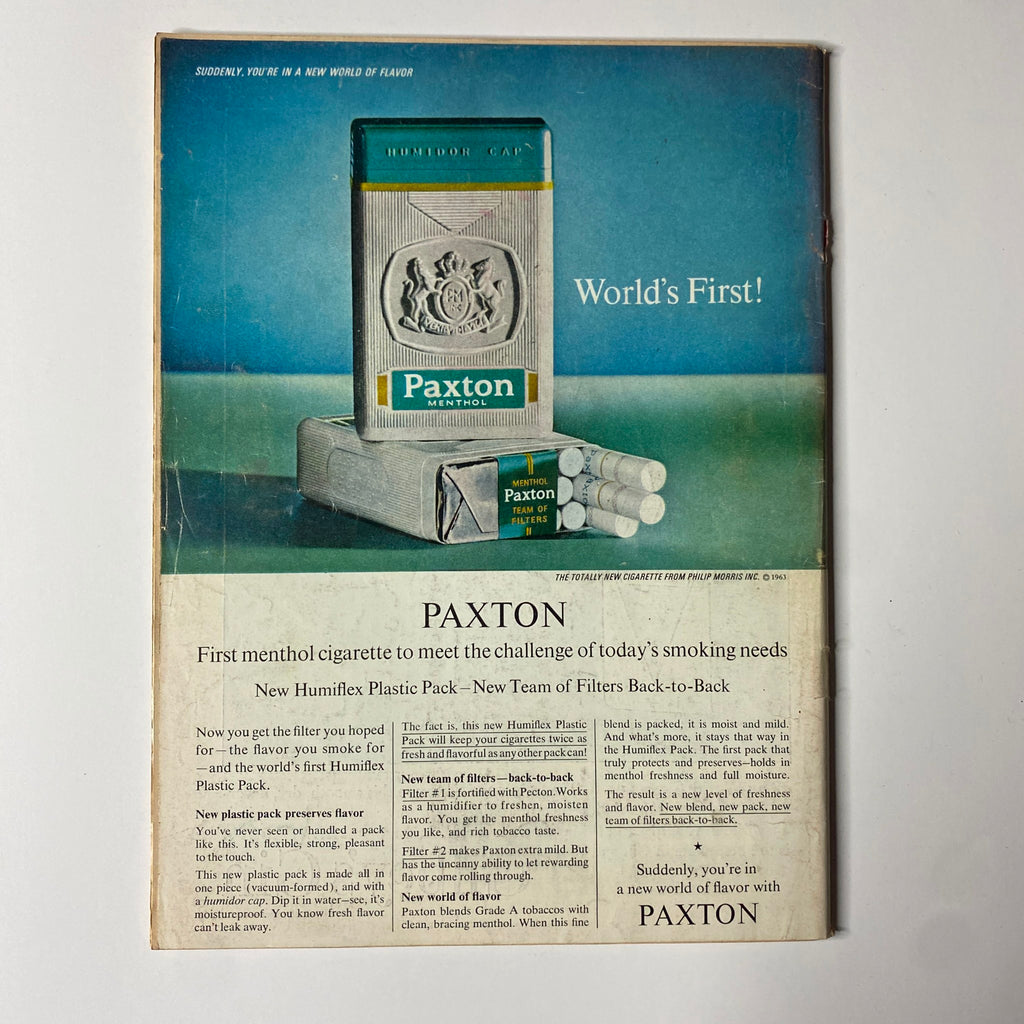 SUDDENLY, YOU'RE IN A NEW WORLD OF FLAVOR
HUMIDOR CAP
World's First!
PM
INC
Paxton
MENTHOL
MENTHOL
Paxton
TEAM OF
FILTERS
THE TOTALLY NEW CIGARETTE FROM PHILIP MORRIS INC. © 1963
PAXTON
First menthol cigarette to meet the challenge of today's smoking needs
New Humiflex Plastic Pack—New Team of Filters Back-to-Back
Now you get the filter you hoped
for—the flavor you smoke for
—and the world's first Humiflex
Plastic Pack.
New plastic pack preserves flavor
You've never seen or handled a pack
like this. It's flexible, strong, pleasant
to the touch.
This new plastic pack is made all in
one piece (vacuum-formed), and with
a humidor cap. Dip it in water—see, it's
moistureproof. You know fresh flavor
can't leak away.
The fact is, this new Humiflex Plastic
Pack will keep your cigarettes twice as
fresh and flavorful as any other pack can!
New team of filters—back-to-back
Filter #1 is fortified with Pecton. Works
as a humidifier to freshen, moisten
flavor. You get the menthol freshness
you like, and rich tobacco taste.
Filter #2 makes Paxton extra mild. But
has the uncanny ability to let rewarding
flavor come rolling through.
New world of flavor
Paxton blends Grade A tobaccos with
clean, bracing menthol. When this fine
blend is packed, it is moist and mild.
And what's more, it stays that way in
the Humiflex Pack. The first pack that
truly protects and preserves—holds in
menthol freshness and full moisture.
The result is a new level of freshness
and flavor. New blend, new pack, new
team of filters back-to-back.
★
Suddenly, you're in
a new world of flavor with
PAXTON